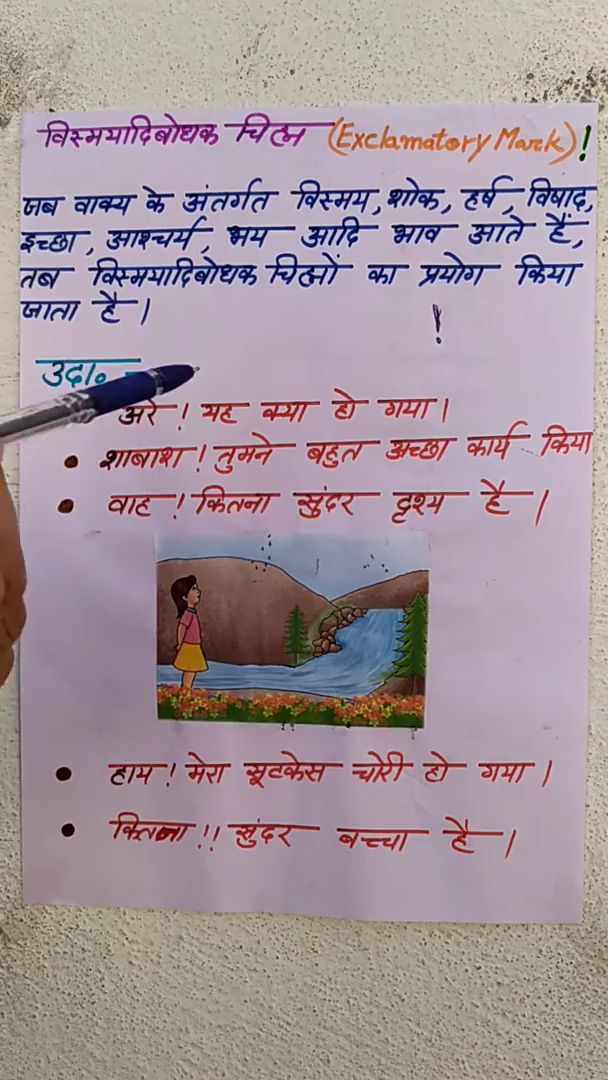 विस्मयादिबोधक चिह्न (Exclamatory Mark) !
जब वाक्य के अंतर्गत विस्मय, शोक, हर्ष, विषाद,
इच्छा, आश्चर्य, भय आदि भाव आते हैं,
तब विस्मयादिबोधक चिह्नों का प्रयोग किया
जाता है।
!
उदा० -
अरे ! यह क्या हो गया।
• शाबाश ! तुमने बहुत अच्छा कार्य किया
• वाह ! कितना सुंदर दृश्य है।
• हाय ! मेरा सूटकेस चोरी हो गया।
• कितना !! सुंदर बच्चा है।